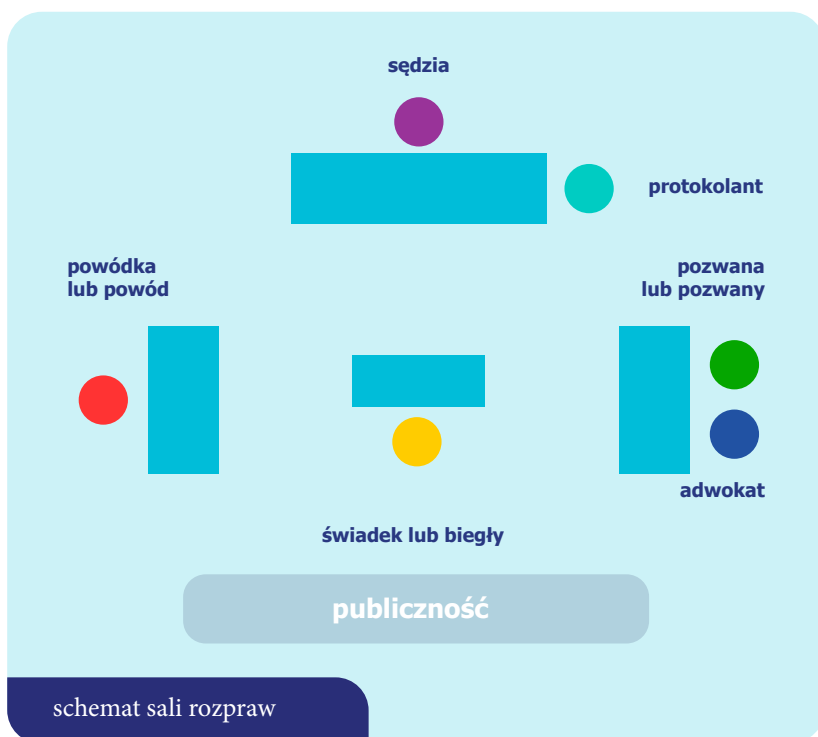 sędzia
protokolant
powódka
lub powód
pozwana
lub pozwany
adwokat
świadek lub biegły
publiczność
schemat sali rozpraw